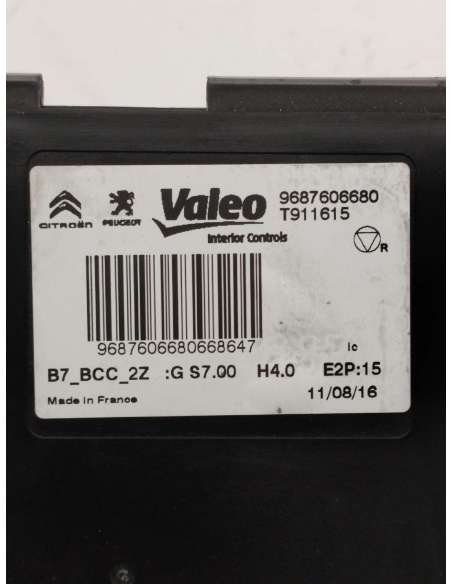 CITROËN PEUGEOT Valeo 9687606680
T911615
Interior Controls
R
9687606680668647
Ic
B7_BCC_2Z :G S7.00 H4.0 E2P:15
Made in France 11/08/16